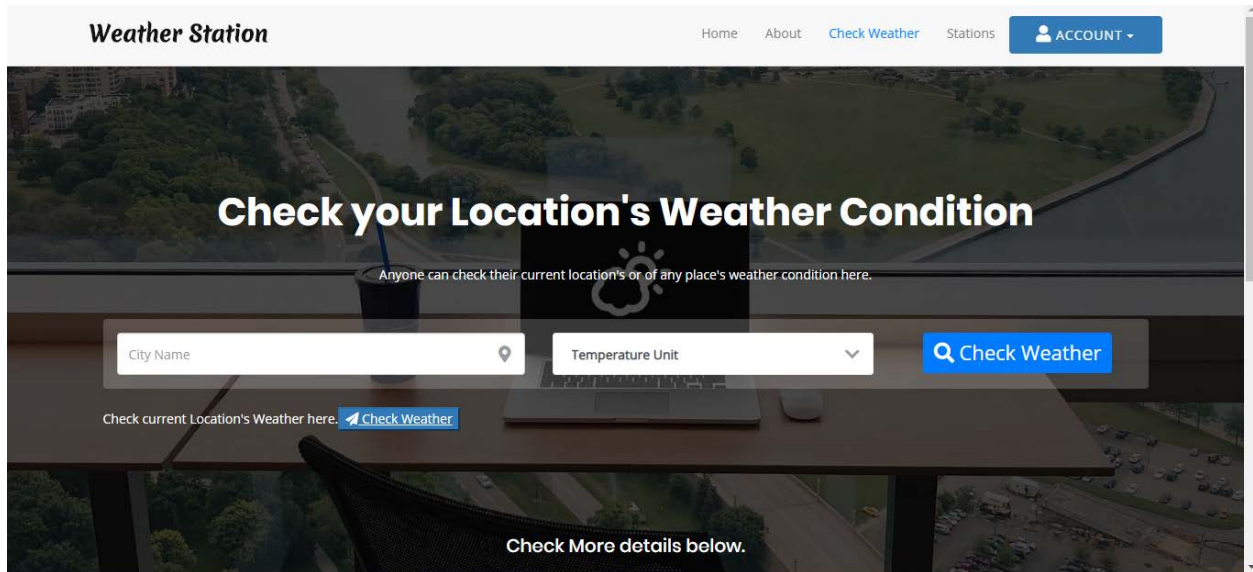 Weather Station
Home About Check Weather Stations ACCOUNT
Check your Location's Weather Condition
Anyone can check their current location's or of any place's weather condition here.
City Name Temperature Unit Check Weather
Check current Location's Weather here. Check Weather
Check More details below.